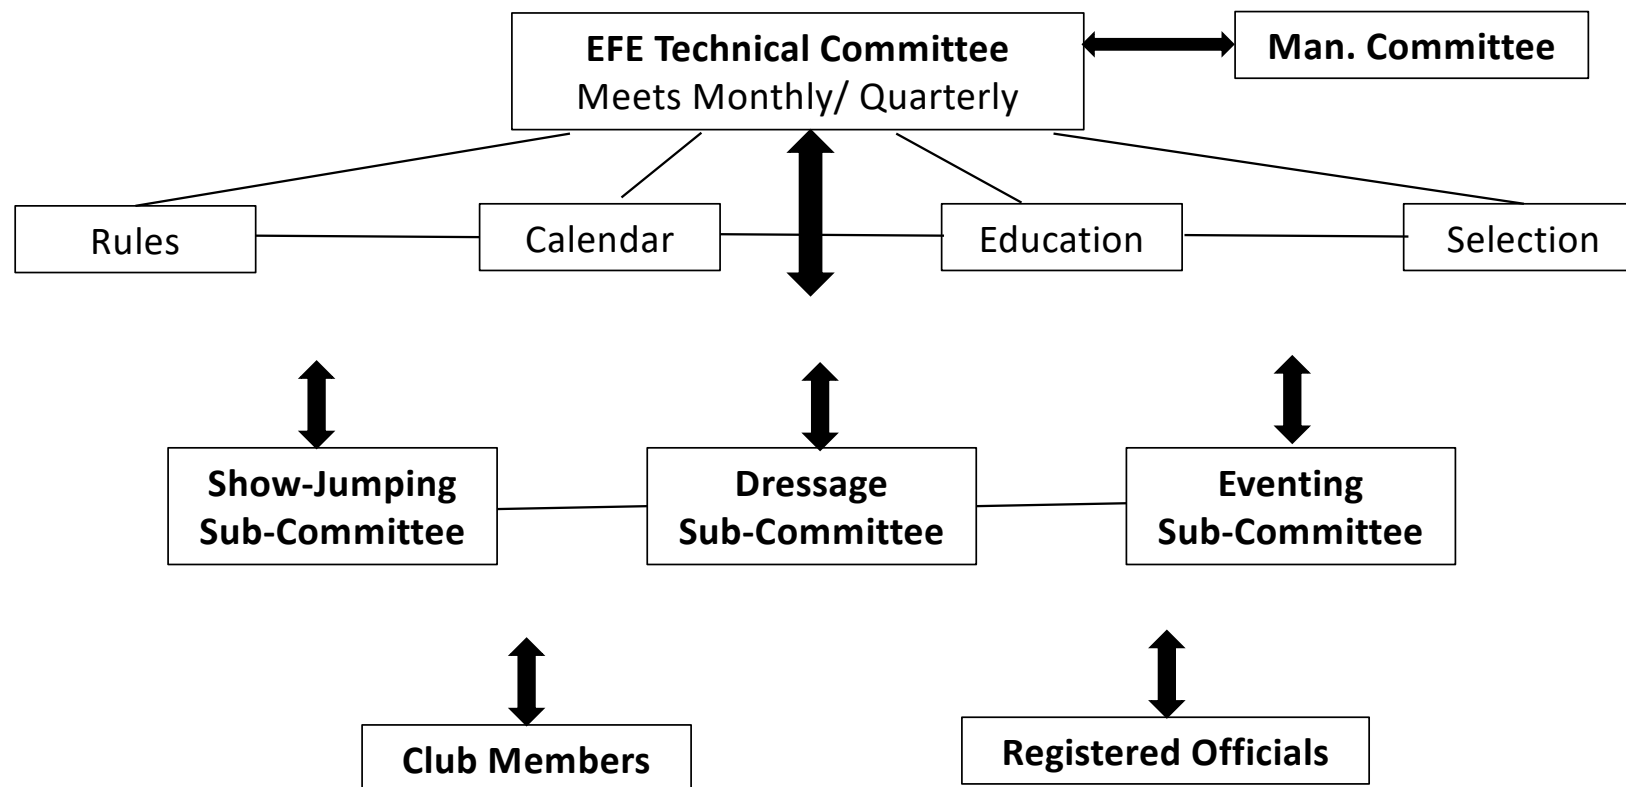 EFE Technical Committee
Meets Monthly/ Quarterly
Man. Committee
Rules
Calendar
Education
Selection
Show-Jumping
Sub-Committee
Dressage
Sub-Committee
Eventing
Sub-Committee
Club Members
Registered Officials